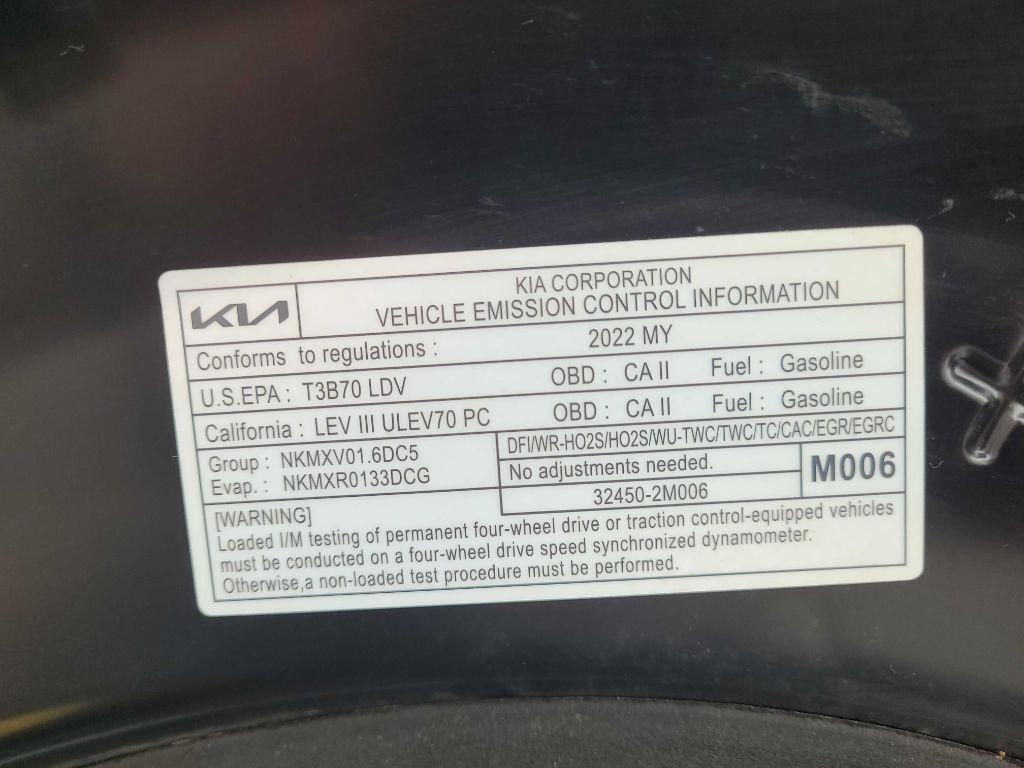 KIA
KIA CORPORATION
VEHICLE EMISSION CONTROL INFORMATION
Conforms to regulations : 2022 MY
U.S.EPA : T3B70 LDV OBD : CA II Fuel : Gasoline
California : LEV III ULEV70 PC OBD : CA II Fuel : Gasoline
Group : NKMXV01.6DC5
Evap. : NKMXR0133DCG
DFI/WR-HO2S/HO2S/WU-TWC/TWC/TC/CAC/EGR/EGRC
No adjustments needed.
32450-2M006
M006
[WARNING]
Loaded I/M testing of permanent four-wheel drive or traction control-equipped vehicles
must be conducted on a four-wheel drive speed synchronized dynamometer.
Otherwise,a non-loaded test procedure must be performed.